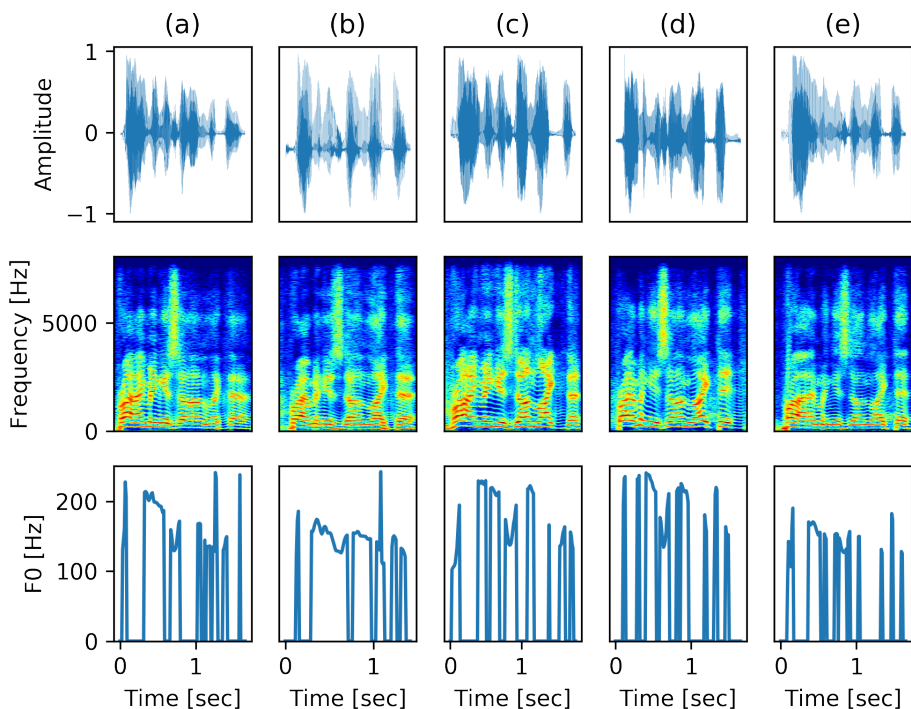 (a) (b) (c) (d) (e)
Amplitude
1
0
−1
Frequency [Hz]
5000
0
F0 [Hz]
200
100
0
0 1 0 1 0 1 0 1 0 1
Time [sec] Time [sec] Time [sec] Time [sec] Time [sec]